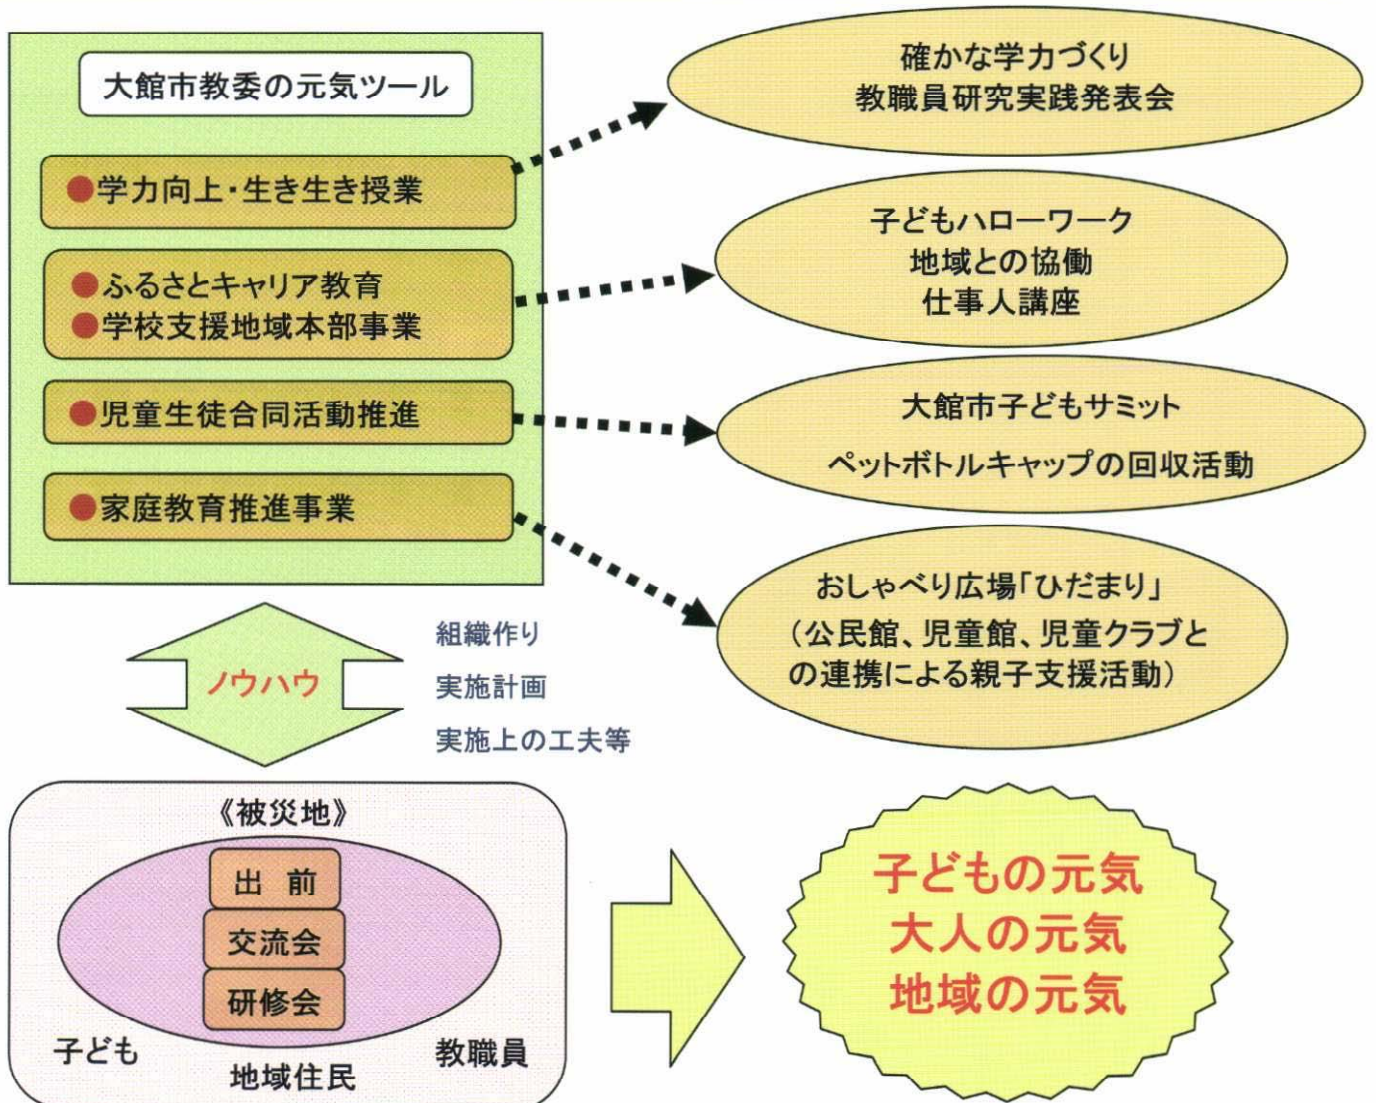 大館市教委の元気ツール
●学力向上・生き生き授業
●ふるさとキャリア教育
●学校支援地域本部事業
●児童生徒合同活動推進
●家庭教育推進事業
確かな学力づくり
教職員研究実践発表会
子どもハローワーク
地域との協働
仕事人講座
大館市子どもサミット
ペットボトルキャップの回収活動
おしゃべり広場「ひだまり」
(公民館、児童館、児童クラブと
の連携による親子支援活動)
ノウハウ
組織作り
実施計画
実施上の工夫等
《被災地》
出 前
交流会
研修会
子ども
地域住民
教職員
子どもの元気
大人の元気
地域の元気